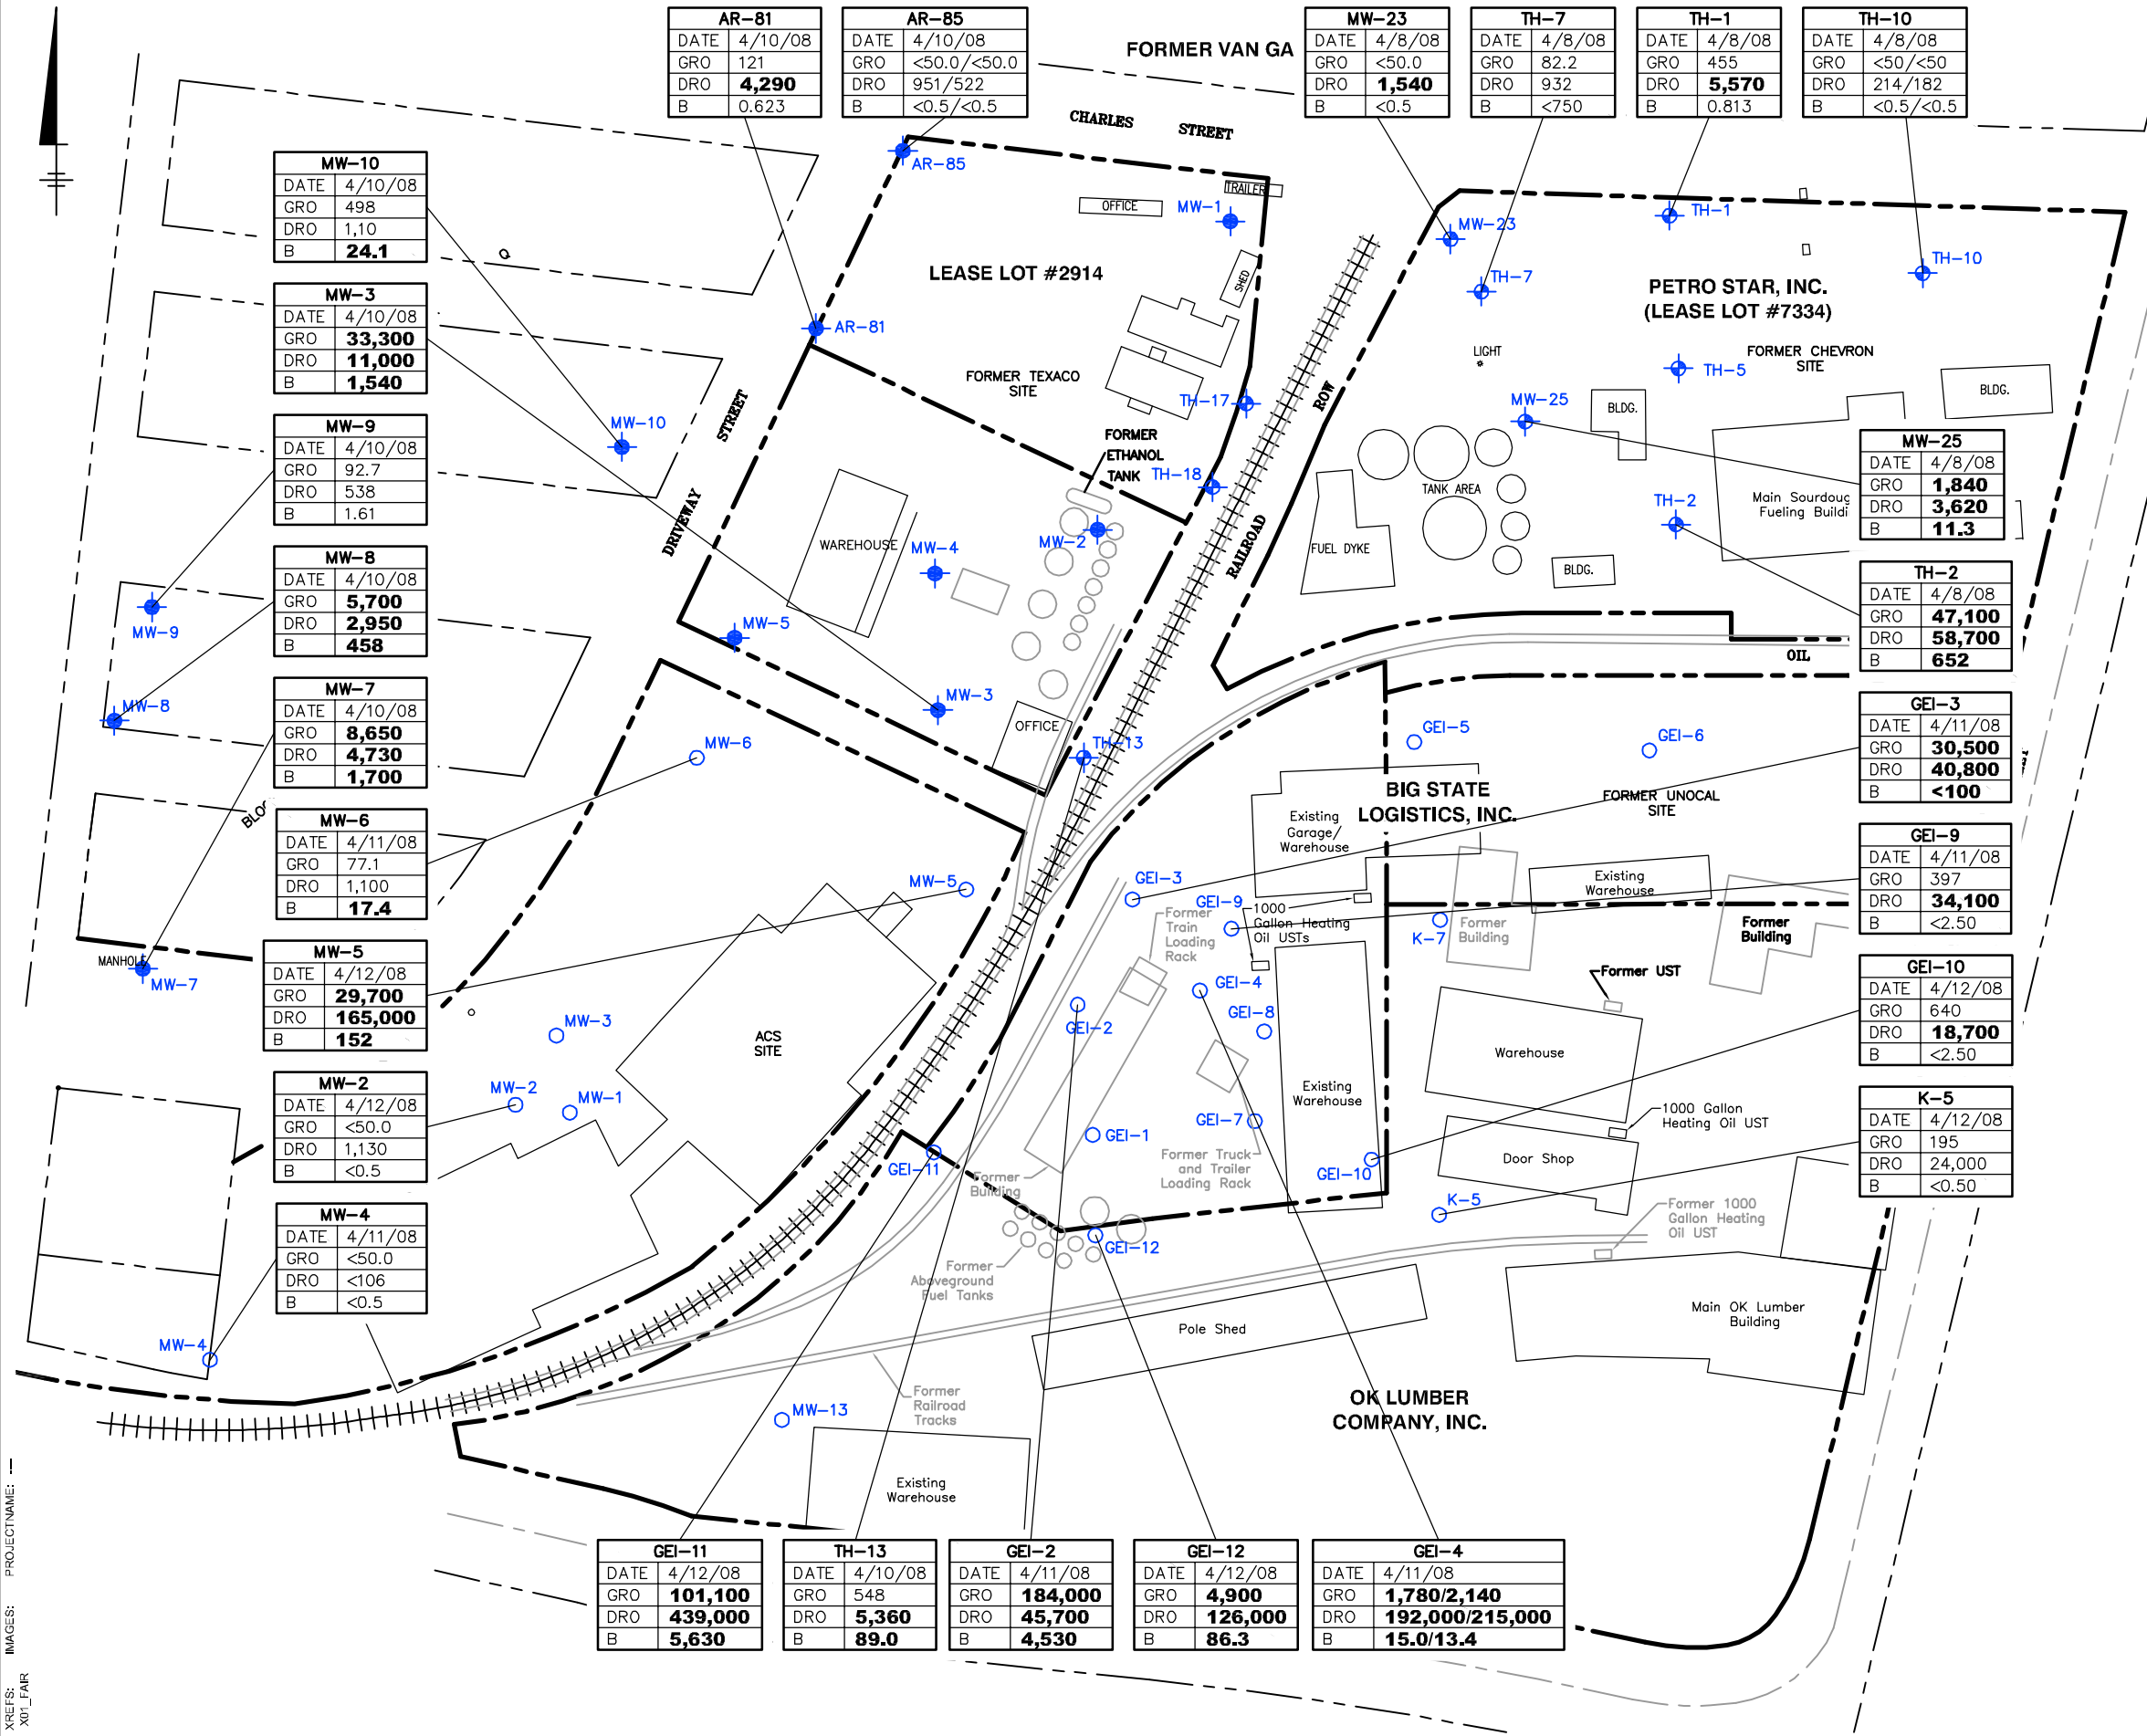 AR-81
DATE 4/10/08
GRO 121
DRO 4,290
B 0.623
AR-85
DATE 4/10/08
GRO <50.0/<50.0
DRO 951/522
B <0.5/<0.5
FORMER VAN GA
MW-23
DATE 4/8/08
GRO <50.0
DRO 1,540
B <0.5
TH-7
DATE 4/8/08
GRO 82.2
DRO 932
B <750
TH-1
DATE 4/8/08
GRO 455
DRO 5,570
B 0.813
TH-10
DATE 4/8/08
GRO <50/<50
DRO 214/182
B <0.5/<0.5
CHARLES STREET
MW-10
DATE 4/10/08
GRO 498
DRO 1,10
B 24.1
MW-3
DATE 4/10/08
GRO 33,300
DRO 11,000
B 1,540
MW-9
DATE 4/10/08
GRO 92.7
DRO 538
B 1.61
MW-8
DATE 4/10/08
GRO 5,700
DRO 2,950
B 458
MW-7
DATE 4/10/08
GRO 8,650
DRO 4,730
B 1,700
MW-6
DATE 4/11/08
GRO 77.1
DRO 1,100
B 17.4
MW-5
DATE 4/12/08
GRO 29,700
DRO 165,000
B 152
MW-2
DATE 4/12/08
GRO <50.0
DRO 1,130
B <0.5
MW-4
DATE 4/11/08
GRO <50.0
DRO <106
B <0.5
AR-85
TRAILER
OFFICE
MW-1
SHED
LEASE LOT #2914
AR-81
FORMER TEXACO
SITE
TH-17
FORMER
ETHANOL
TANK
TH-18
MW-10
STREET
DRIVEWAY
WAREHOUSE
MW-4
MW-2
MW-5
MW-3
OFFICE
TH-13
RAILROAD
ROW
MW-9
MW-8
MW-6
BLO
MANHOLE
MW-7
MW-5
MW-3
MW-2
MW-1
ACS
SITE
MW-4
MW-23
TH-7
TH-1
TH-10
PETRO STAR, INC.
(LEASE LOT #7334)
LIGHT
FORMER CHEVRON
SITE
TH-5
BLDG.
BLDG.
MW-25
TANK AREA
FUEL DYKE
BLDG.
TH-2
Main Sourdoug
Fueling Buildi
OIL
MW-25
DATE 4/8/08
GRO 1,840
DRO 3,620
B 11.3
TH-2
DATE 4/8/08
GRO 47,100
DRO 58,700
B 652
GEI-3
DATE 4/11/08
GRO 30,500
DRO 40,800
B <100
GEI-9
DATE 4/11/08
GRO 397
DRO 34,100
B <2.50
GEI-10
DATE 4/12/08
GRO 640
DRO 18,700
B <2.50
K-5
DATE 4/12/08
GRO 195
DRO 24,000
B <0.50
GEI-5
GEI-6
BIG STATE
LOGISTICS, INC.
FORMER UNOCAL
SITE
Existing
Garage/
Warehouse
GEI-3
GEI-9
1000
Gallon Heating
Oil USTs
Former
Train
Loading
Rack
Existing
Warehouse
K-7
Former
Building
Former
Building
Former UST
GEI-4
GEI-2
GEI-8
Existing
Warehouse
Warehouse
1000 Gallon
Heating Oil UST
Door Shop
GEI-7
GEI-1
Former Truck
and Trailer
Loading Rack
GEI-10
K-5
GEI-11
Former
Building
GEI-12
Former
Aboveground
Fuel Tanks
Former 1000
Gallon Heating
Oil UST
Pole Shed
Main OK Lumber
Building
OK LUMBER
COMPANY, INC.
Former
Railroad
Tracks
MW-13
Existing
Warehouse
GEI-11
DATE 4/12/08
GRO 101,100
DRO 439,000
B 5,630
TH-13
DATE 4/10/08
GRO 548
DRO 5,360
B 89.0
GEI-2
DATE 4/11/08
GRO 184,000
DRO 45,700
B 4,530
GEI-12
DATE 4/12/08
GRO 4,900
DRO 126,000
B 86.3
GEI-4
DATE 4/11/08
GRO 1,780/2,140
DRO 192,000/215,000
B 15.0/13.4
XREFS: IMAGES: PROJECTNAME: ---
X01_FAIR